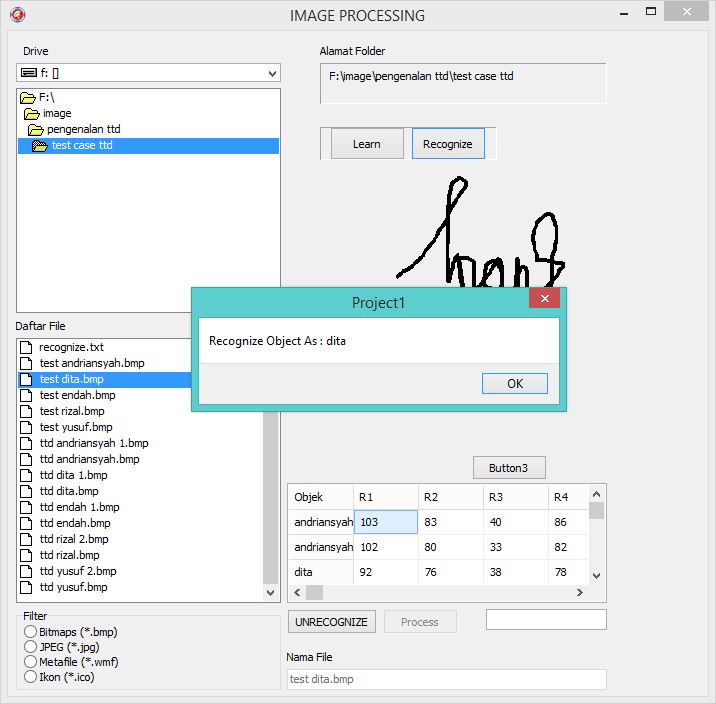 IMAGE PROCESSING
Drive
f: []
F:\
image
pengenalan ttd
test case ttd
Alamat Folder
F:\image\pengenalan ttd\test case ttd
Learn
Recognize
Daftar File
recognize.txt
test andriansyah.bmp
test dita.bmp
test endah.bmp
test rizal.bmp
test yusuf.bmp
ttd andriansyah 1.bmp
ttd andriansyah.bmp
ttd dita 1.bmp
ttd dita.bmp
ttd endah 1.bmp
ttd endah.bmp
ttd rizal 2.bmp
ttd rizal.bmp
ttd yusuf 2.bmp
ttd yusuf.bmp
Project1
Recognize Object As : dita
OK
Button3
Objek R1 R2 R3 R4
andriansyah 103 83 40 86
andriansyah 102 80 33 82
dita 92 76 38 78
UNRECOGNIZE
Process
Filter
Bitmaps (*.bmp)
JPEG (*.jpg)
Metafile (*.wmf)
Ikon (*.ico)
Nama File
test dita.bmp